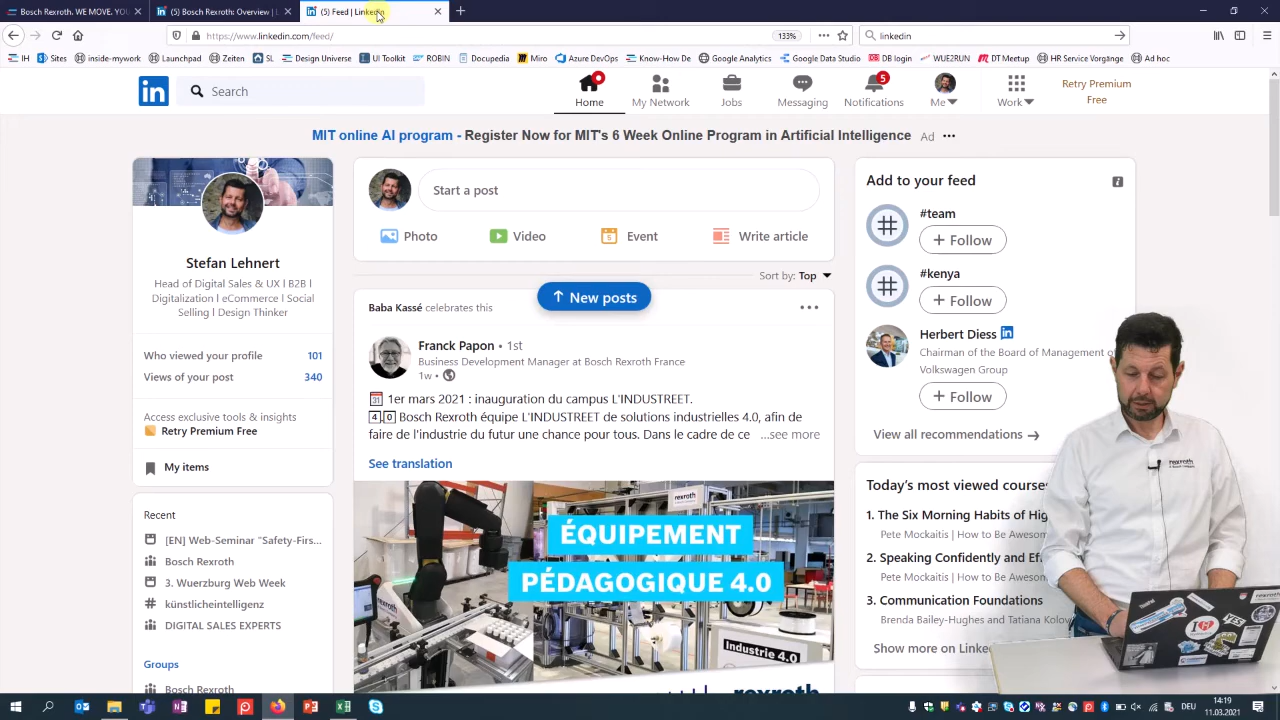 Bosch Rexroth. WE MOVE. YOU
(5) Bosch Rexroth: Overview | L
(5) Feed | LinkedIn
https://www.linkedin.com/feed/
133%
linkedin
IH
Sites
inside-mywork
Launchpad
Zeiten
SL
Design Universe
UI Toolkit
ROBIN
Docupedia
Miro
AzureDevOps
Know-How De
Google Analytics
Google Data Studio
DB login
WUE2RUN
DT Meetup
HR Service Vorgänge
Ad hoc
in
Search
Home
My Network
Jobs
Messaging
5
Notifications
Me
Work
Retry Premium
Free
MIT online AI program - Register Now for MIT's 6 Week Online Program in Artificial Intelligence
Ad
Stefan Lehnert
Head of Digital Sales & UX | B2B |
Digitalization | eCommerce | Social
Selling | Design Thinker
Who viewed your profile 101
Views of your post 340
Access exclusive tools & insights
Retry Premium Free
My items
Recent
[EN] Web-Seminar "Safety-Firs...
Bosch Rexroth
3. Wuerzburg Web Week
künstlicheintelligenz
DIGITAL SALES EXPERTS
Groups
Bosch Rexroth
Start a post
Photo
Video
Event
Write article
Sort by: Top
New posts
Baba Kassé celebrates this
Franck Papon • 1st
Business Development Manager at Bosch Rexroth France
1w •
1er mars 2021 : inauguration du campus L'INDUSTREET.
4 . 0 Bosch Rexroth équipe L'INDUSTREET de solutions industrielles 4.0, afin de
faire de l'industrie du futur une chance pour tous. Dans le cadre de ce ...see more
See translation
rexroth
ÉQUIPEMENT
PÉDAGOGIQUE 4.0
Industrie 4.0
rexroth
Add to your feed
#team
+ Follow
#kenya
+ Follow
Herbert Diess
Chairman of the Board of Management of
Volkswagen Group
+ Follow
View all recommendations
Today's most viewed courses
1. The Six Morning Habits of Hig
Pete Mockaitis | How to Be Awesom
2. Speaking Confidently and Ef
Pete Mockaitis | How to Be Awesom
3. Communication Foundations
Brenda Bailey-Hughes and Tatiana Kolov
Show more on Linke
rexroth
YES
DEU
14:19
11.03.2021